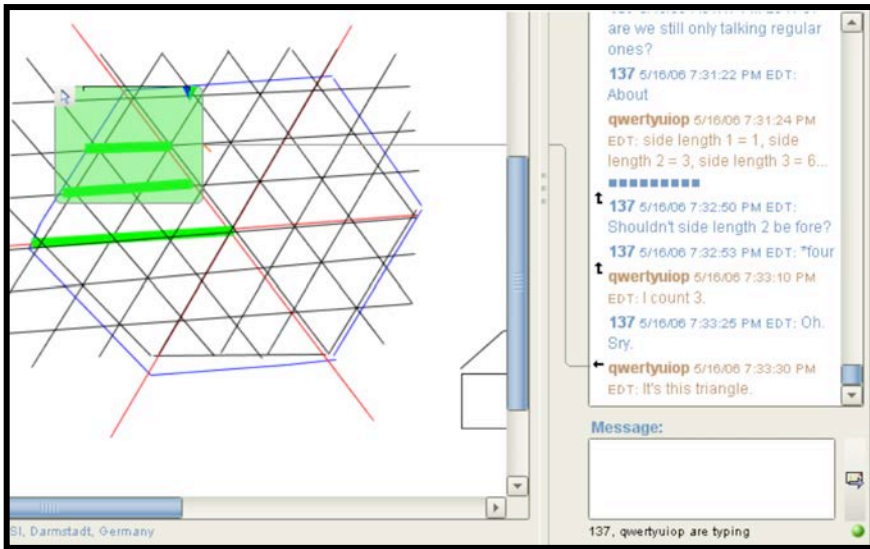 are we still only talking regular
ones?
137 5/16/06 7:31:22 PM EDT:
About
qwertyuiop 5/16/06 7:31:24 PM
EDT: side length 1 = 1, side
length 2 = 3, side length 3 = 6...
137 5/16/06 7:32:50 PM EDT:
Shouldn't side length 2 be fore?
137 5/16/06 7:32:53 PM EDT: *four
qwertyuiop 5/16/06 7:33:10 PM
EDT: I count 3.
137 5/16/06 7:33:25 PM EDT: Oh.
Sry.
qwertyuiop 5/16/06 7:33:30 PM
EDT: It's this triangle.
Message:
SI, Darmstadt, Germany
137, qwertyuiop are typing